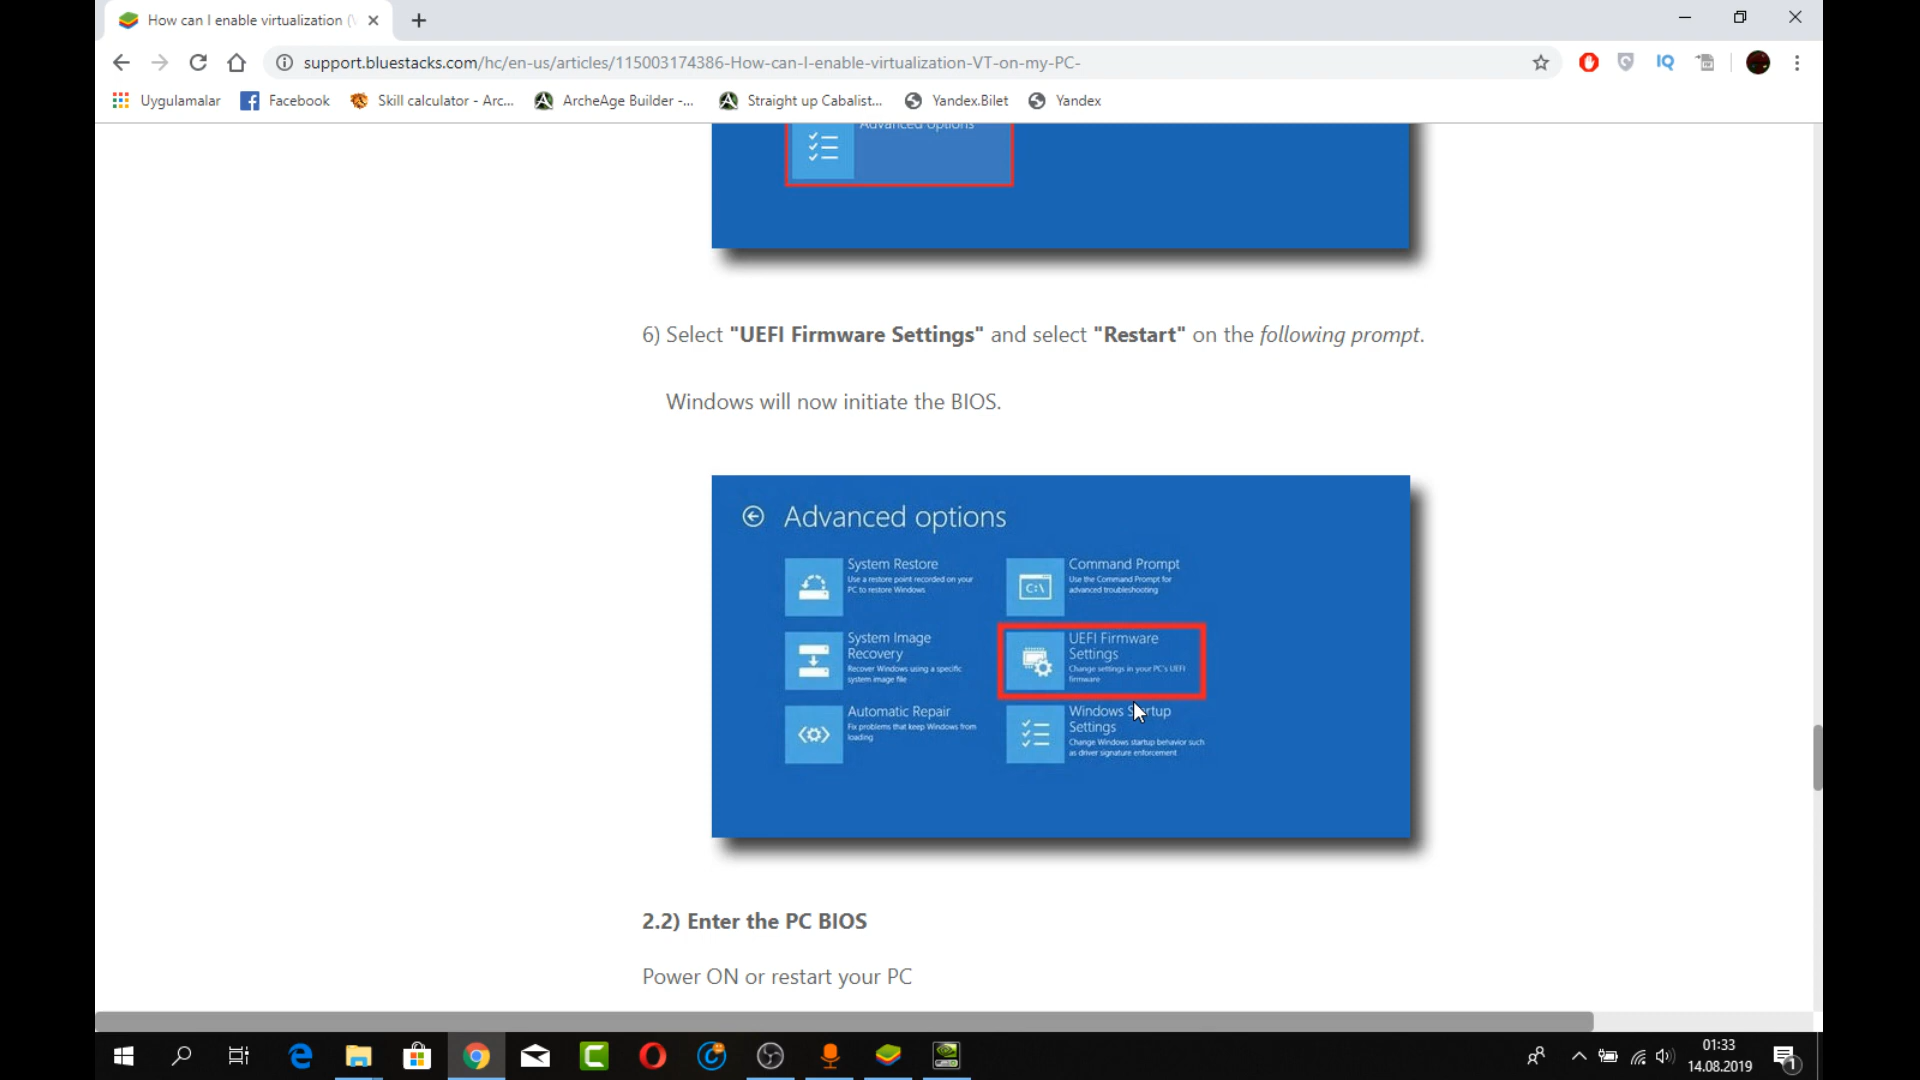 How can I enable virtualization (V
support.bluestacks.com/hc/en-us/articles/115003174386-How-can-I-enable-virtualization-VT-on-my-PC-
IQ
Uygulamalar
Facebook
Skill calculator - Arc...
ArcheAge Builder -...
Straight up Cabalist...
Yandex.Bilet
Yandex
Advanced options
6) Select "UEFI Firmware Settings" and select "Restart" on the following prompt.
Windows will now initiate the BIOS.
Advanced options
System Restore
Use a restore point recorded on your
PC to restore Windows
Command Prompt
Use the Command Prompt for
advanced troubleshooting
C:\
System Image
Recovery
Recover Windows using a specific
system image file
UEFI Firmware
Settings
Change settings in your PC's UEFI
firmware
Automatic Repair
Fix problems that keep Windows from
loading
Windows Startup
Settings
Change Windows startup behavior such
as driver signature enforcement
2.2) Enter the PC BIOS
Power ON or restart your PC
01:33
14.08.2019
1